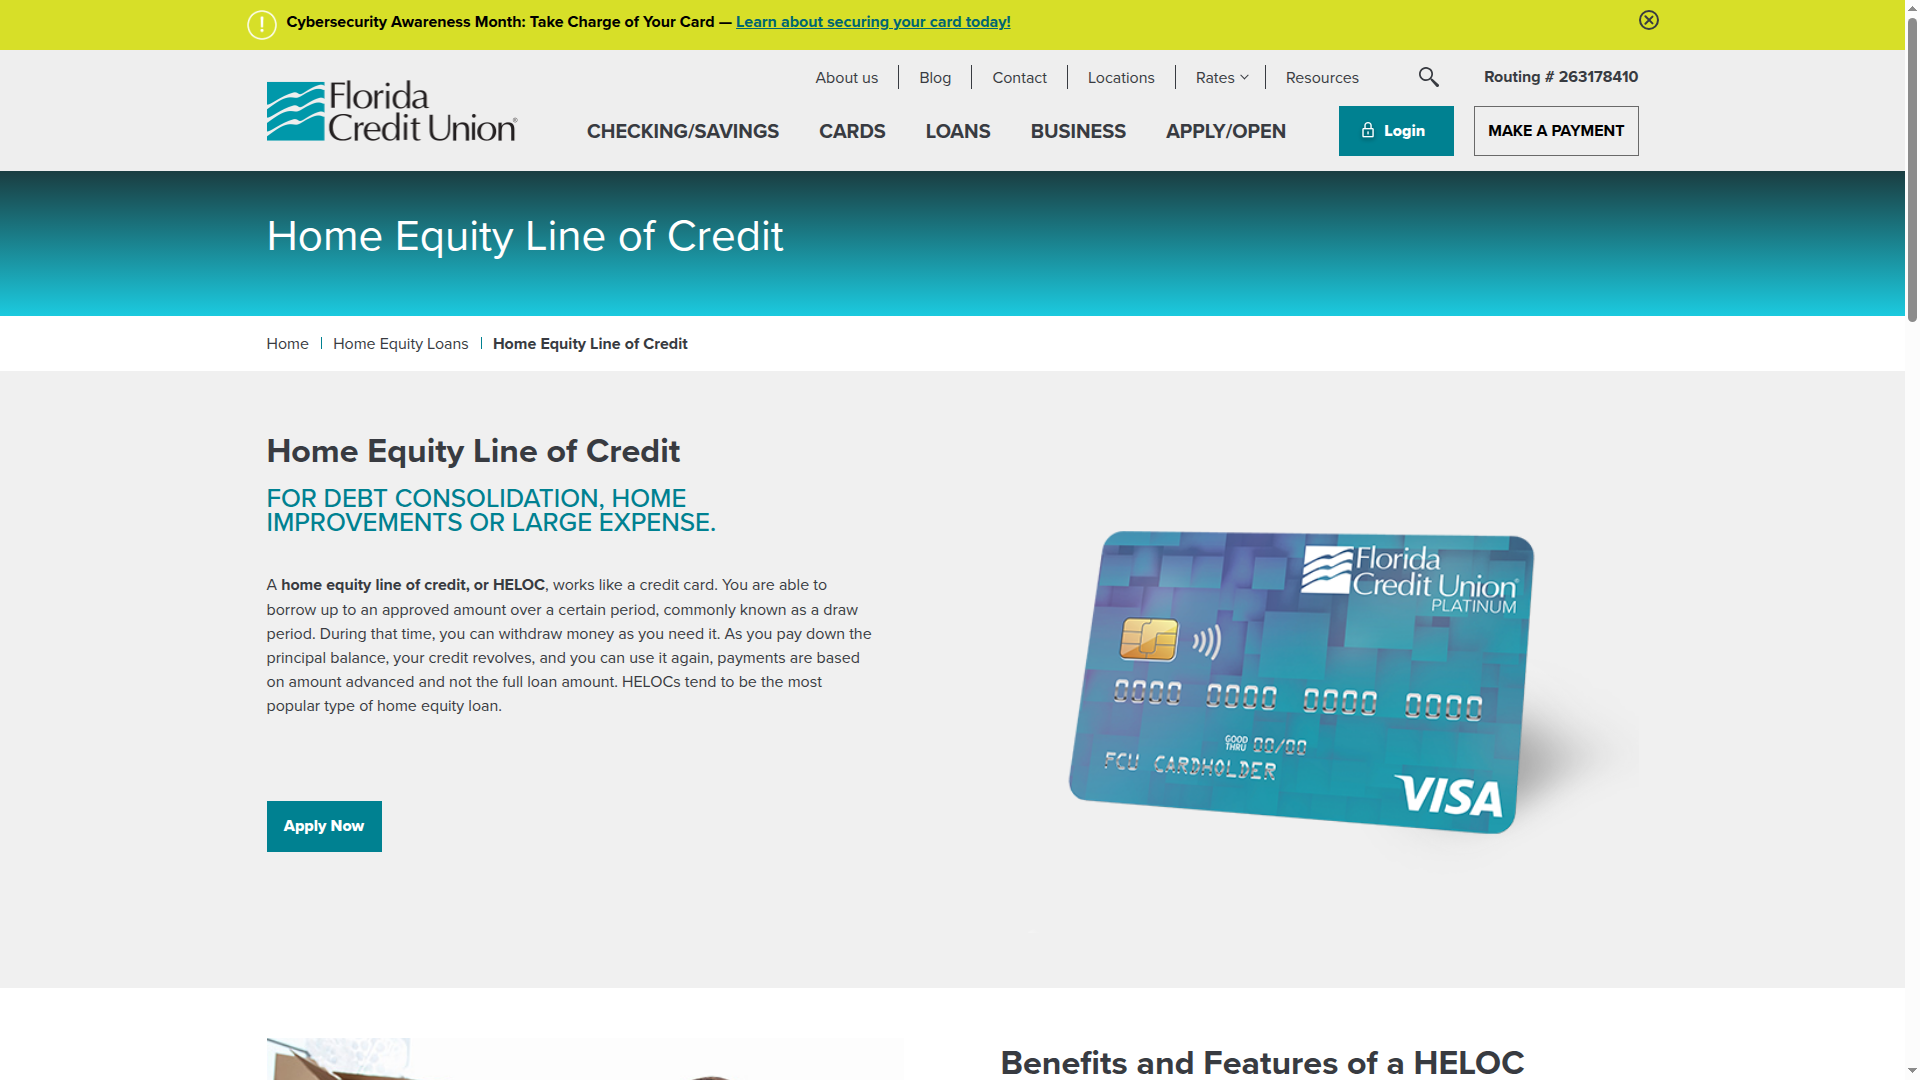 Cybersecurity Awareness Month: Take Charge of Your Card — Learn about securing your card today!
About us
Blog
Contact
Locations
Rates
Resources
Routing # 263178410
Florida
Credit Union®
CHECKING/SAVINGS
CARDS
LOANS
BUSINESS
APPLY/OPEN
Login
MAKE A PAYMENT
Home Equity Line of Credit
Home
Home Equity Loans
Home Equity Line of Credit
Home Equity Line of Credit
FOR DEBT CONSOLIDATION, HOME
IMPROVEMENTS OR LARGE EXPENSE.
A home equity line of credit, or HELOC, works like a credit card. You are able to
borrow up to an approved amount over a certain period, commonly known as a draw
period. During that time, you can withdraw money as you need it. As you pay down the
principal balance, your credit revolves, and you can use it again, payments are based
on amount advanced and not the full loan amount. HELOCs tend to be the most
popular type of home equity loan.
Apply Now
Florida
Credit Union®
PLATINUM
0000 0000 0000 0000
GOOD
THRU 00/00
FCU CARDHOLDER
VISA
Benefits and Features of a HELOC